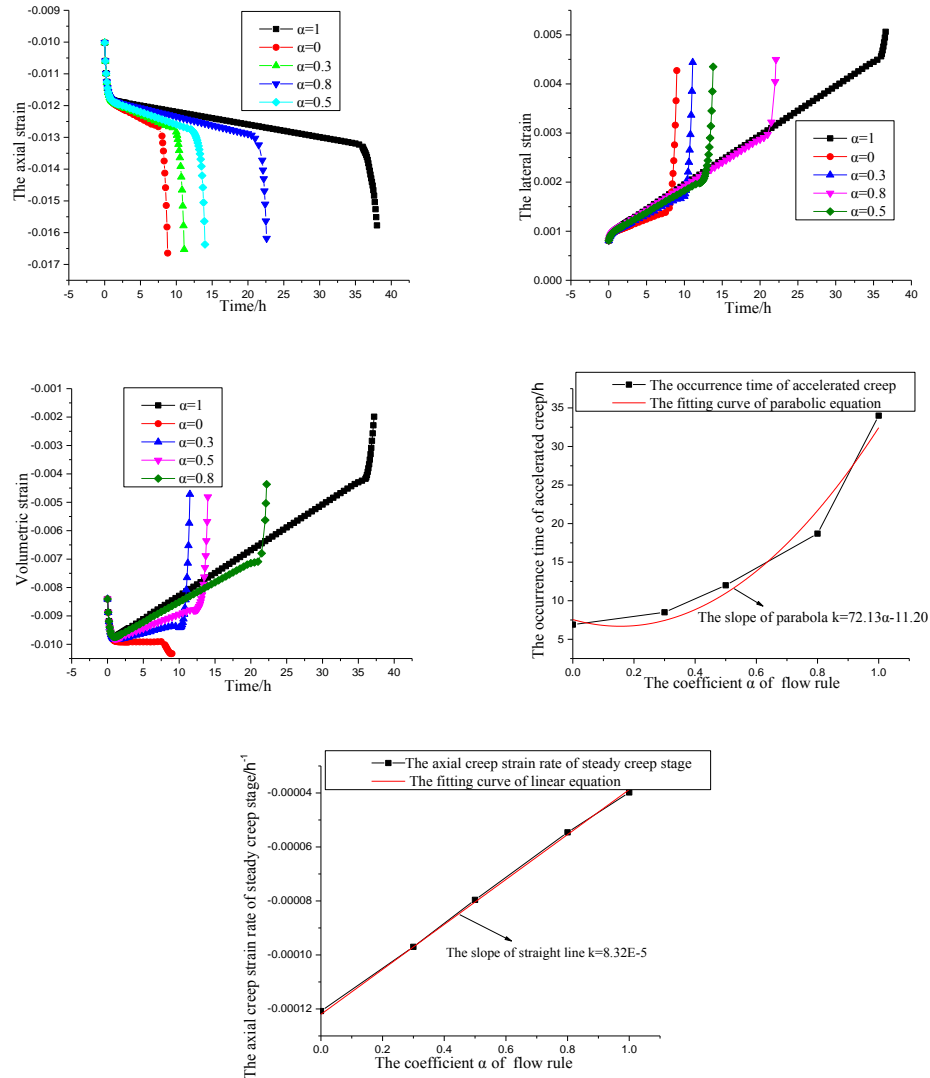 -0.009
-0.010
-0.011
-0.012
-0.013
-0.014
-0.015
-0.016
-0.017
The axial strain
α=1
α=0
α=0.3
α=0.8
α=0.5
-5 0 5 10 15 20 25 30 35 40
Time/h
0.005
0.004
0.003
0.002
0.001
0.000
The lateral strain
α=1
α=0
α=0.3
α=0.8
α=0.5
-5 0 5 10 15 20 25 30 35 40
Time/h
-0.001
-0.002
-0.003
-0.004
-0.005
-0.006
-0.007
-0.008
-0.009
-0.010
Volumetric strain
α=1
α=0
α=0.3
α=0.5
α=0.8
-5 0 5 10 15 20 25 30 35 40
Time/h
The occurrence time of accelerated creep
The fitting curve of parabolic equation
35
30
25
20
15
10
5
The occurrence time of accelerated creep/h
The slope of parabola k=72.13α-11.20
0.0 0.2 0.4 0.6 0.8 1.0
The coefficient α of flow rule
The axial creep strain rate of steady creep stage
The fitting curve of linear equation
-0.00004
-0.00006
-0.00008
-0.00010
-0.00012
The axial creep strain rate of steady creep stage/h⁻¹
The slope of straight line k=8.32E-5
0.0 0.2 0.4 0.6 0.8 1.0
The coefficient α of flow rule